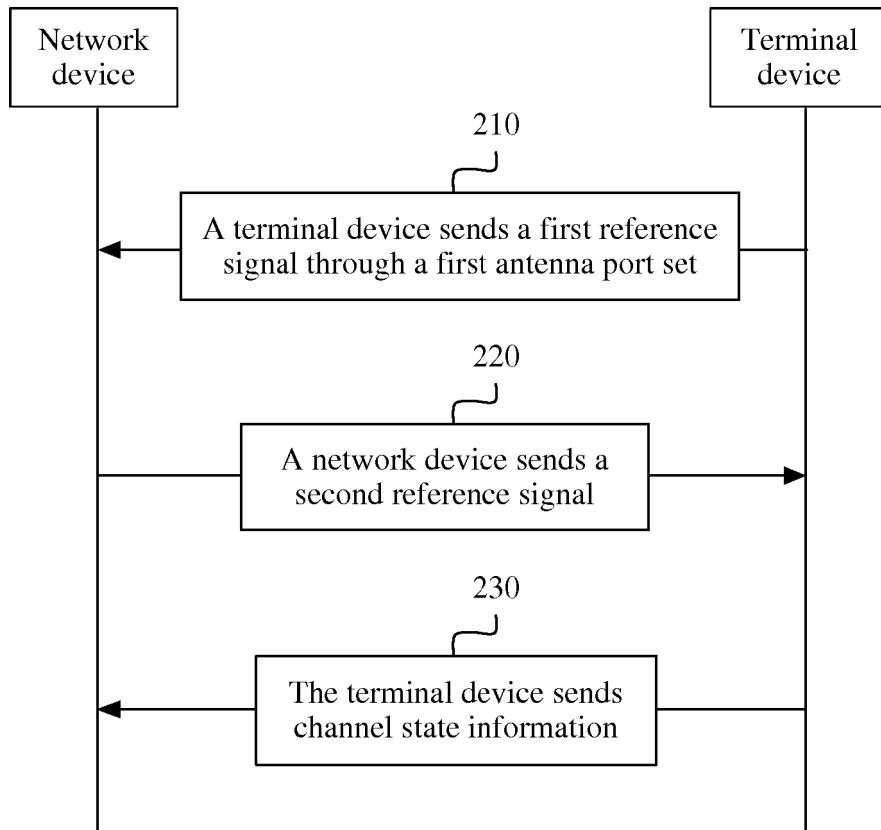 Network
device
Terminal
device
210
A terminal device sends a first reference
signal through a first antenna port set
220
A network device sends a
second reference signal
230
The terminal device sends
channel state information